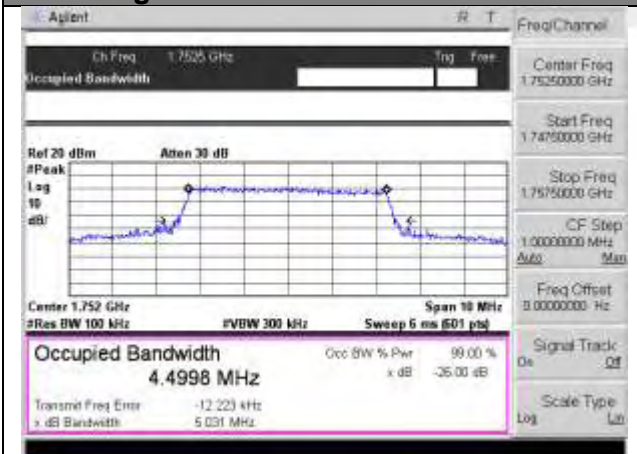 Agilent R T
Ch Freq 1.7525 GHz Trig Free
Occupied Bandwidth
Ref 20 dBm Atten 30 dB
#Peak
Log
10
dB/
Center 1.752 GHz Span 10 MHz
#Res BW 100 kHz #VBW 300 kHz Sweep 6 ms (601 pts)
Occupied Bandwidth
4.4998 MHz
Occ BW % Pwr 99.00 %
x dB -26.00 dB
Transmit Freq Error -12.223 kHz
x dB Bandwidth 5.031 MHz
Freq/Channel
Center Freq
1.75250000 GHz
Start Freq
1.74750000 GHz
Stop Freq
1.75750000 GHz
CF Step
1.00000000 MHz
Auto Man
Freq Offset
0.00000000 Hz
Signal Track
On Off
Scale Type
Log Lin